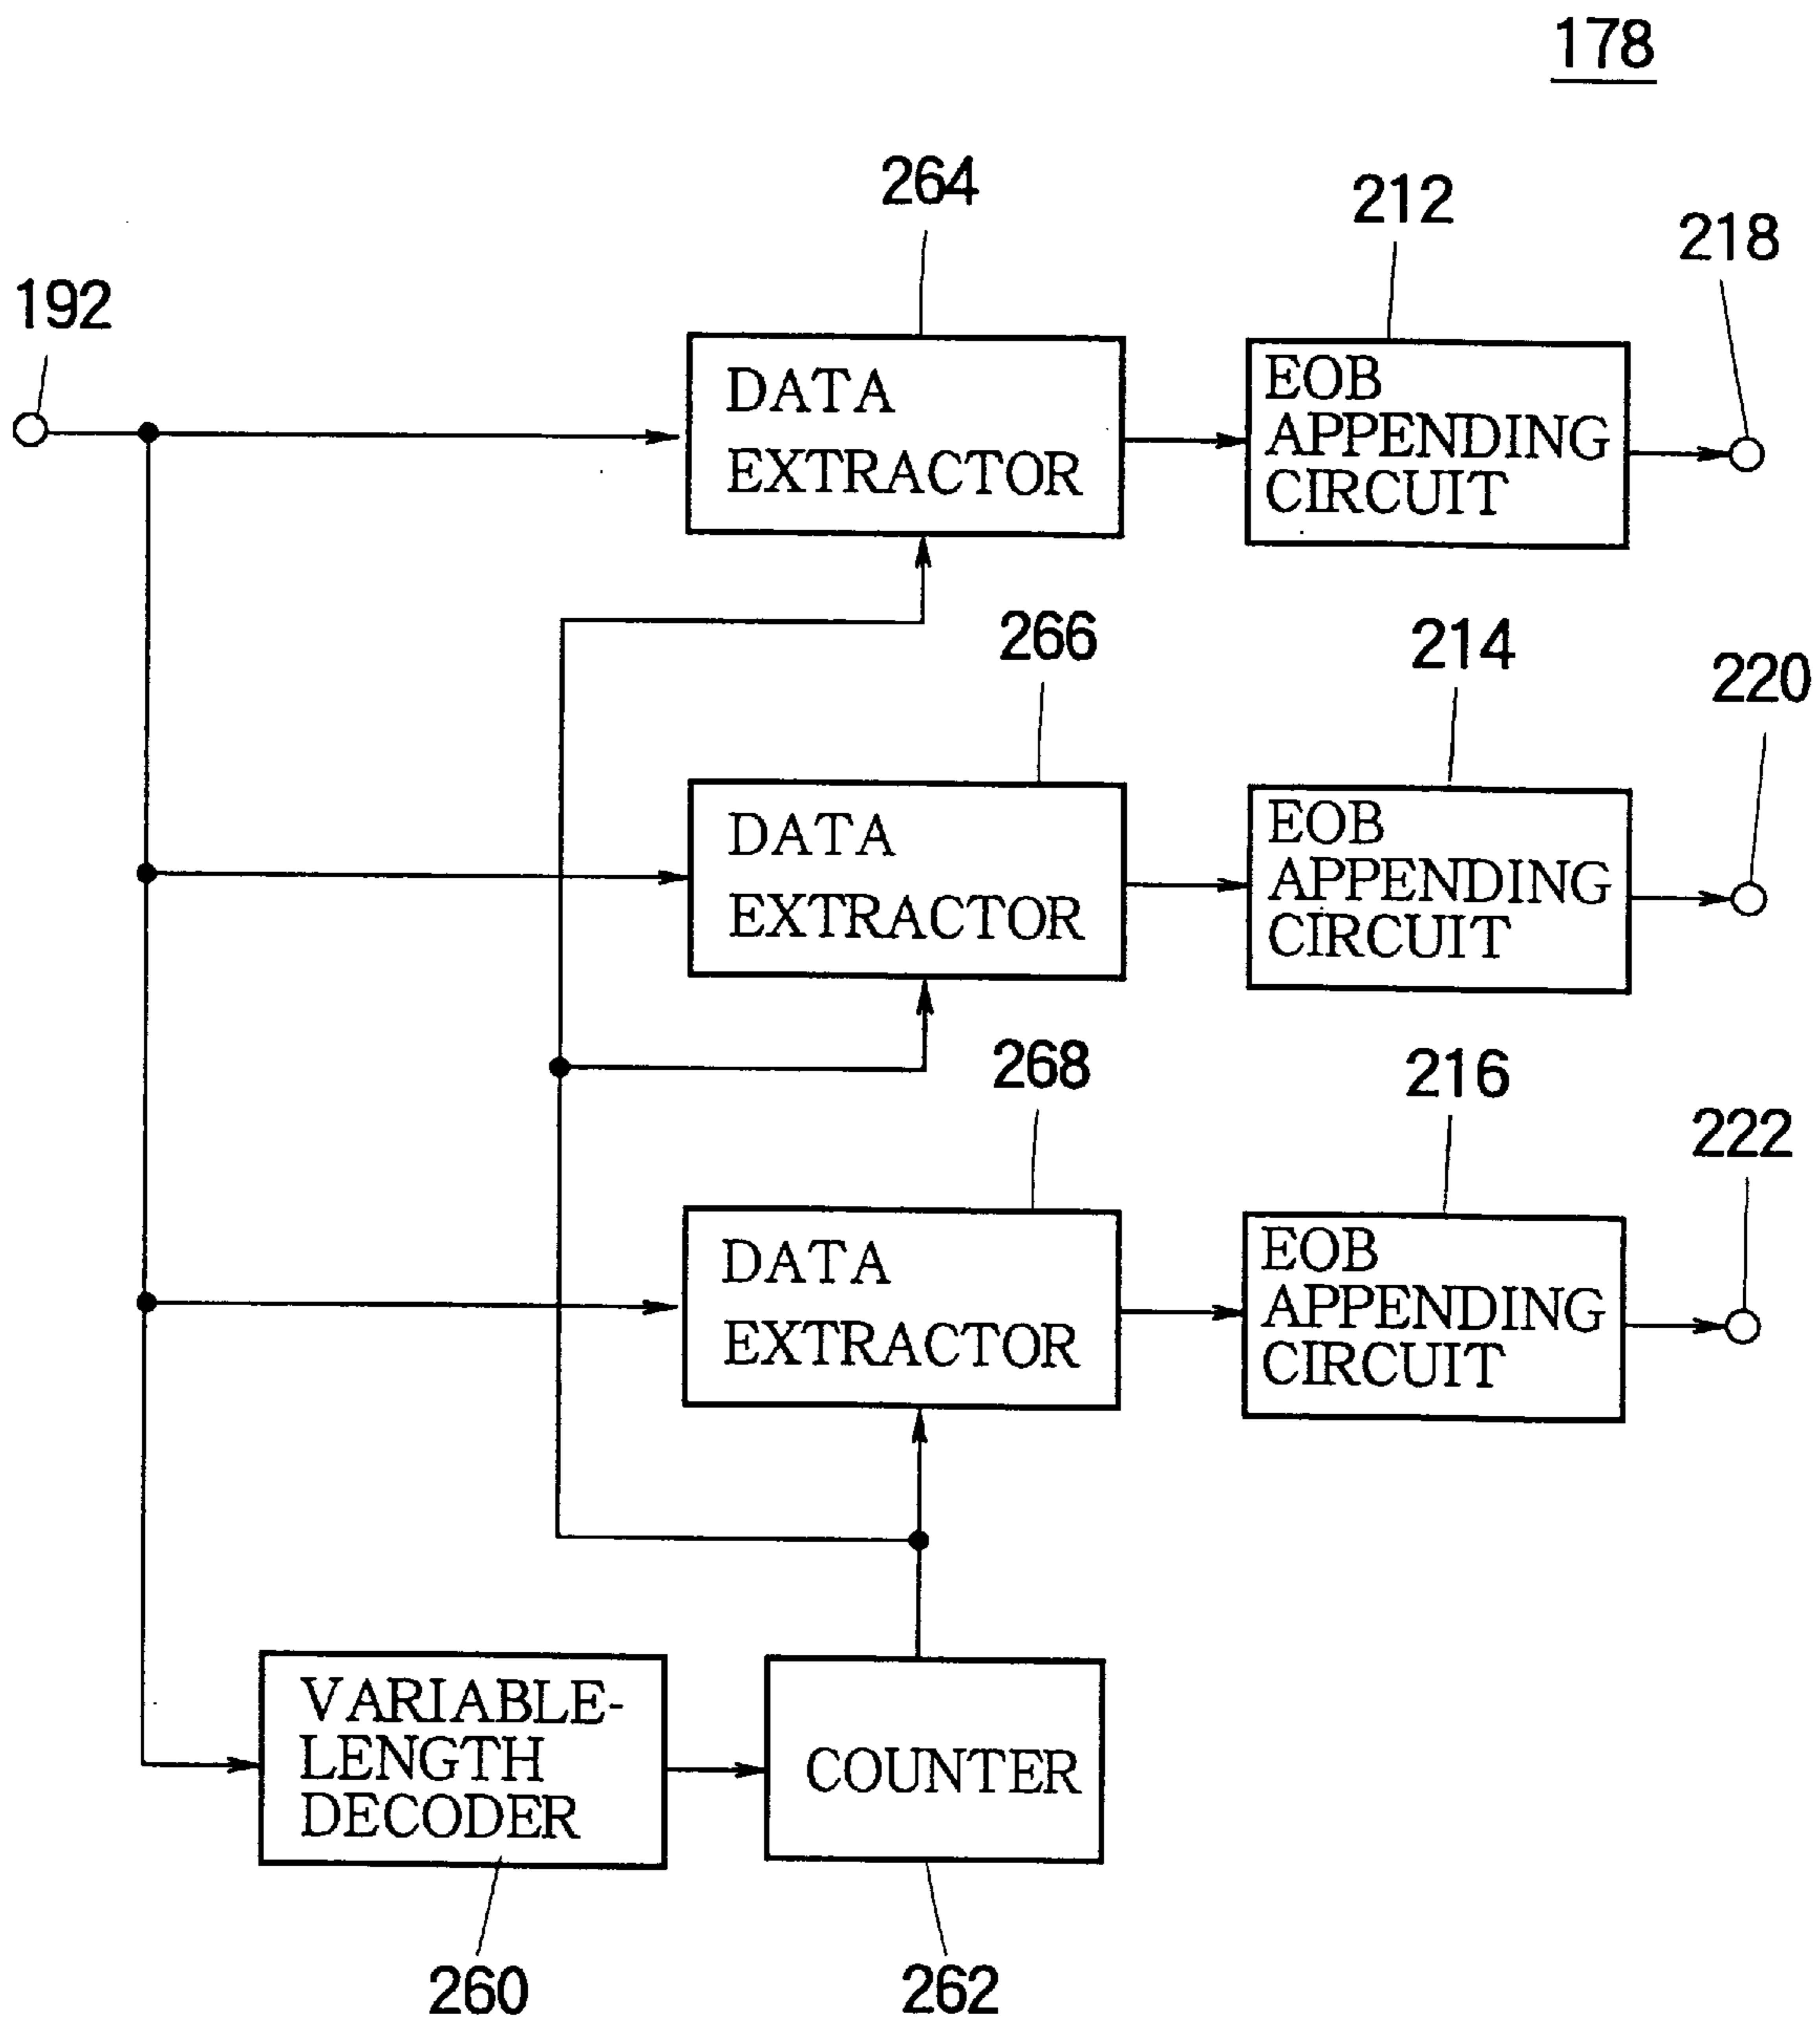 178
264
212
218
192
DATA
EXTRACTOR
EOB
APPENDING
CIRCUIT
266
214
220
DATA
EXTRACTOR
EOB
APPENDING
CIRCUIT
268
216
222
DATA
EXTRACTOR
EOB
APPENDING
CIRCUIT
VARIABLE-
LENGTH
DECODER
COUNTER
260
262